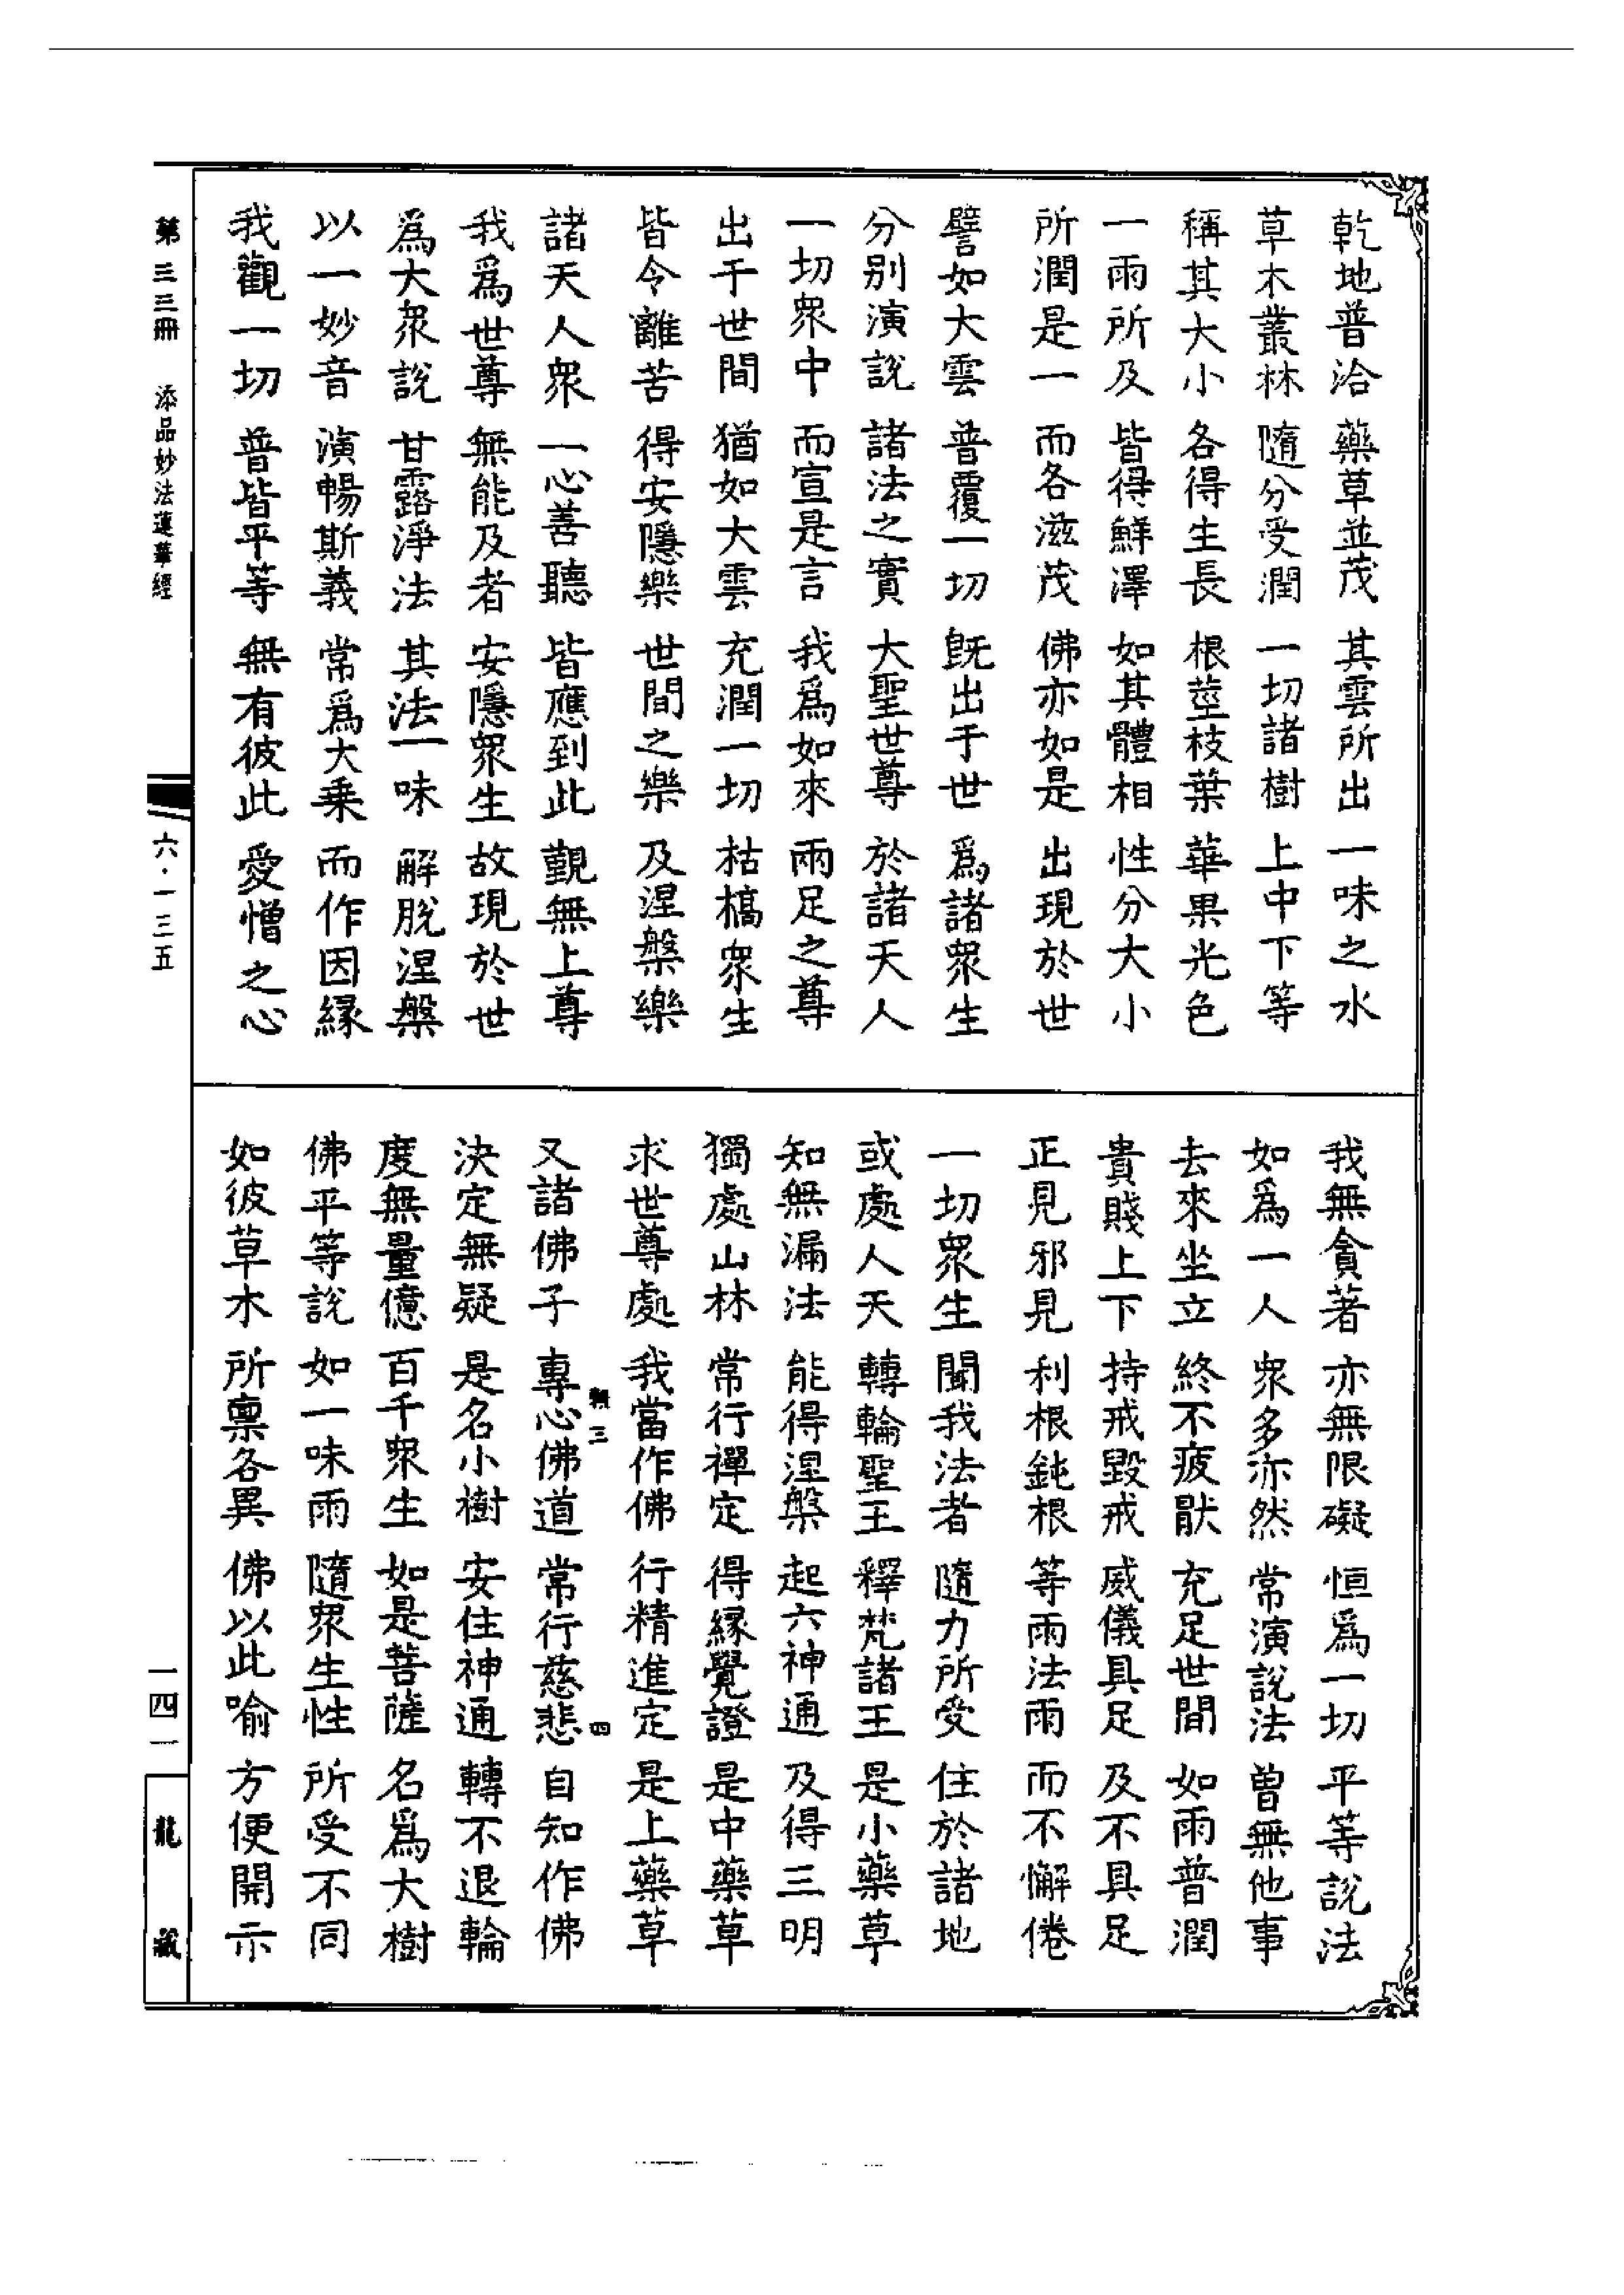 乾地普洽　藥草並茂　其雲所出　一味之水
草木叢林　隨分受潤　一切諸樹　上中下等
稱其大小　各得生長　根莖枝葉　華果光色
一雨所及　皆得鮮澤　如其體相　性分大小
所潤是一　而各滋茂　佛亦如是　出現於世
譬如大雲　普覆一切　旣出于世　爲諸衆生
分別演說　諸法之實　大聖世尊　於諸天人
一切衆中　而宣是言　我爲如來　兩足之尊
出于世間　猶如大雲　充潤一切　枯槁衆生
皆令離苦　得安隱樂　世間之樂　及涅槃樂
諸天人衆　一心善聽　皆應到此　覲無上尊
我爲世尊　無能及者　安隱衆生　故現於世
爲大衆說　甘露淨法　其法一味　解脫涅槃
以一妙音　演暢斯義　常爲大乗　而作因緣
我觀一切　普皆平等　無有彼此　愛憎之心
我無貪著　亦無限礙　恒爲一切　平等說法
如爲一人　衆多亦然　常演說法　曾無他事
去來坐立　終不疲厭　充足世間　如雨普潤
貴賤上下　持戒毀戒　威儀具足　及不具足
正見邪見　利根鈍根　等雨法雨　而不懈倦
一切衆生　聞我法者　隨力所受　住於諸地
或處人天　轉輪聖王　釋梵諸王　是小藥草
知無漏法　能得涅槃　起六神通　及得三明
獨處山林　常行禪定　得緣覺證　是中藥草
求世尊處　我當作佛　行精進定　是上藥草
三　四
又諸佛子　專心佛道　常行慈悲　自知作佛
決定無疑　是名小樹　安住神通　轉不退輪
度無量億　百千衆生　如是菩薩　名爲大樹
佛平等說　如一味雨　隨衆生性　所受不同
如彼草木　所稟各異　佛以此喻　方便開示
第三三冊　添品妙法蓮華經　六·一三五　一四一　龍藏